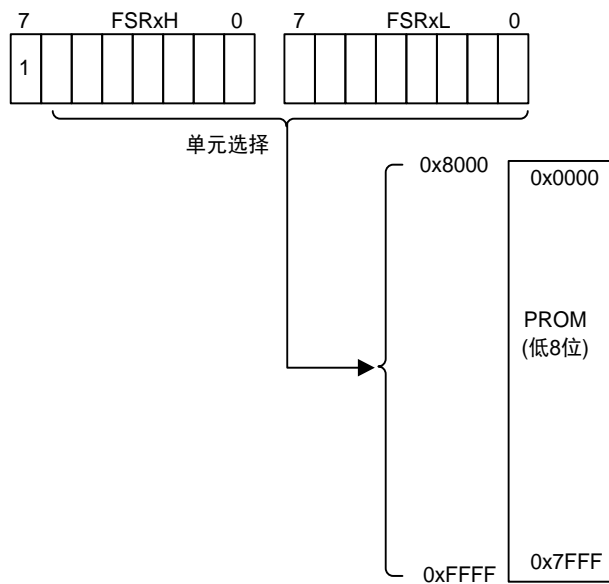 7 FSRxH 0 7 FSRxL 0
1
单元选择
0x8000 0x0000
PROM
(低8位)
0x7FFF
0xFFFF